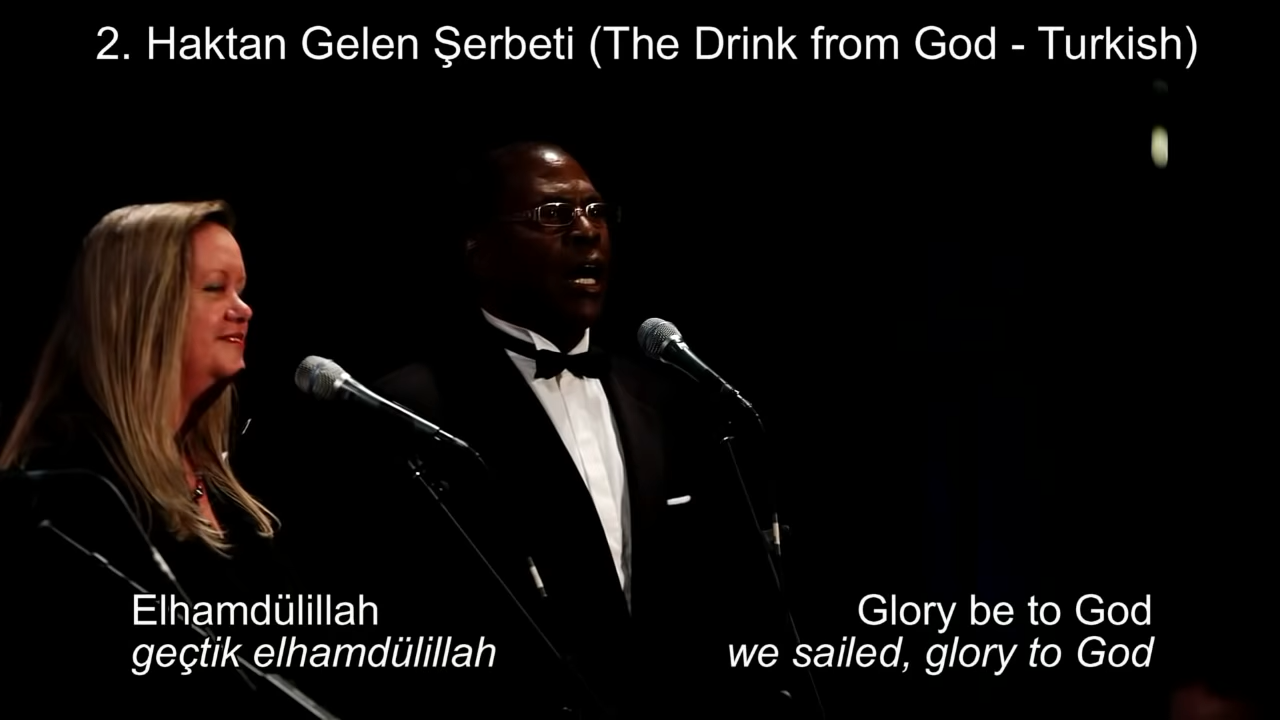 2. Haktan Gelen Şerbeti (The Drink from God - Turkish)
Elhamdülillah
geçtik elhamdülillah
Glory be to God
we sailed, glory to God